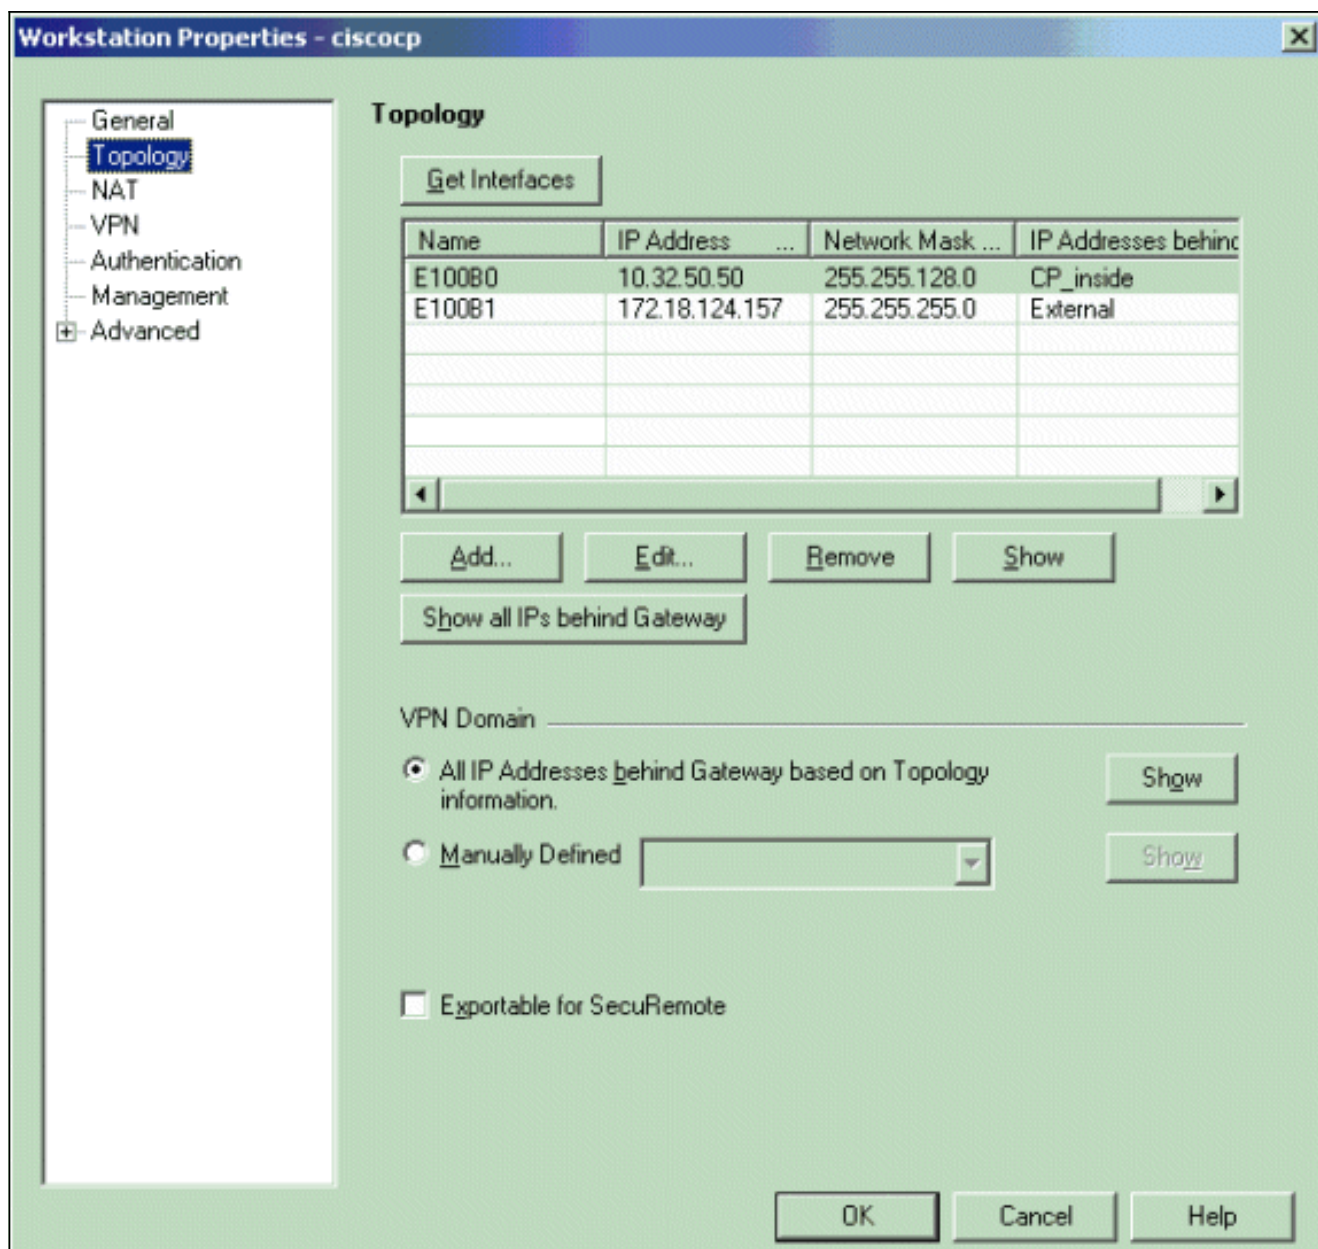 Workstation Properties - ciscocp
General
Topology
NAT
VPN
Authentication
Management
Advanced
Topology
Get Interfaces
Name IP Address ... Network Mask ... IP Addresses behind
E100B0 10.32.50.50 255.255.128.0 CP_inside
E100B1 172.18.124.157 255.255.255.0 External
Add... Edit... Remove Show
Show all IPs behind Gateway
VPN Domain
All IP Addresses behind Gateway based on Topology
information.
Show
Manually Defined
Show
Exportable for SecuRemote
OK Cancel Help